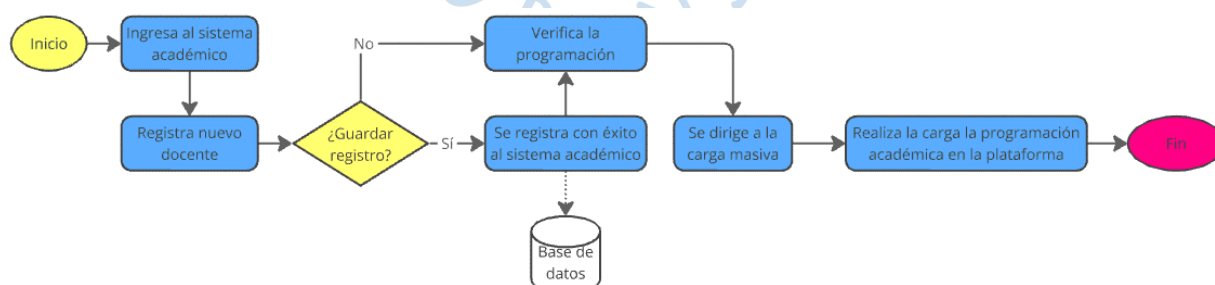 Inicio
Ingresa al sistema
académico
Registra nuevo
docente
¿Guardar
registro?
No
Sí
Verifica la
programación
Se registra con éxito
al sistema académico
Base de
datos
Se dirige a la
carga masiva
Realiza la carga la programación
académica en la plataforma
Fin